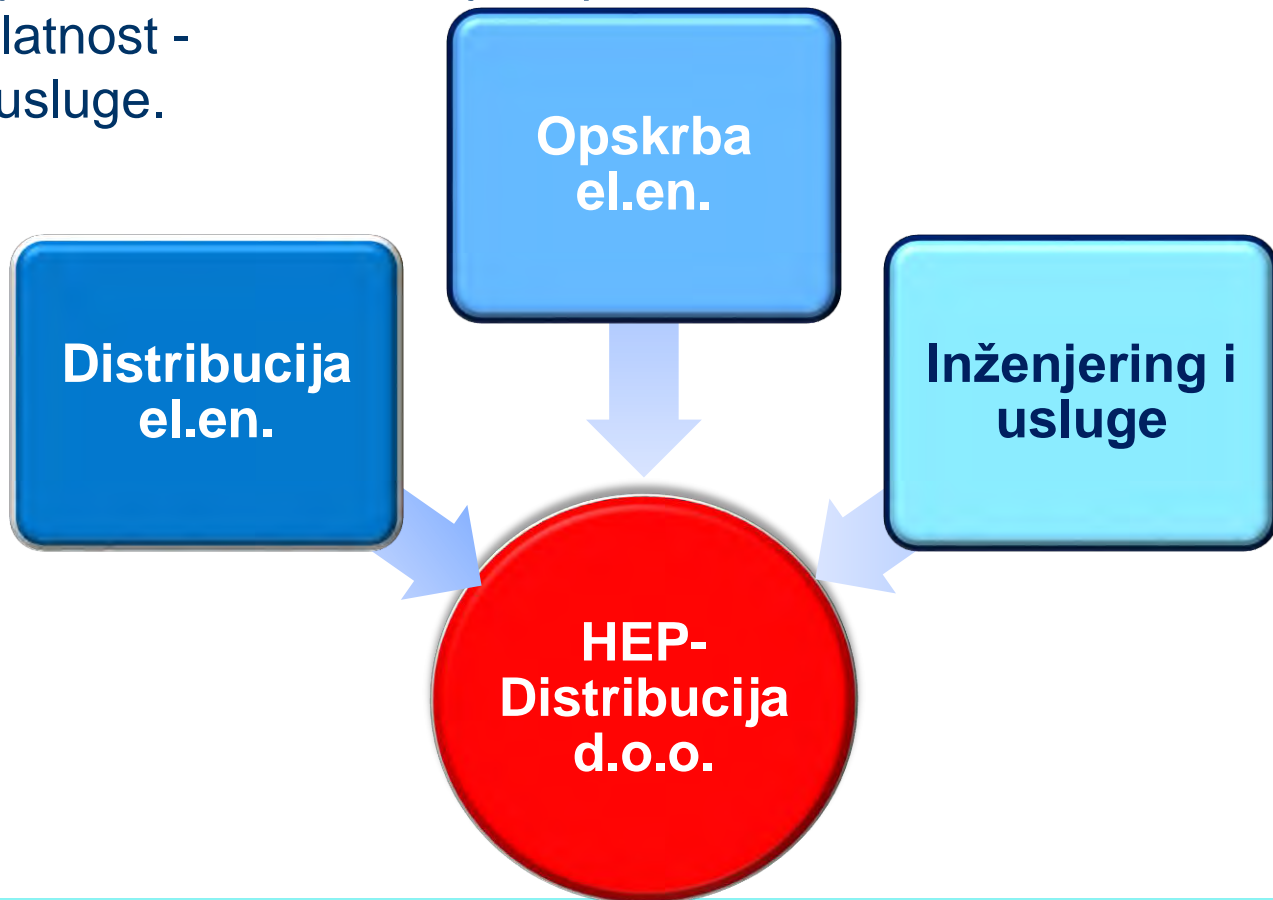 latnost -
usluge.
Opskrba
el.en.
Distribucija
el.en.
Inženjering i
usluge
HEP-
Distribucija
d.o.o.